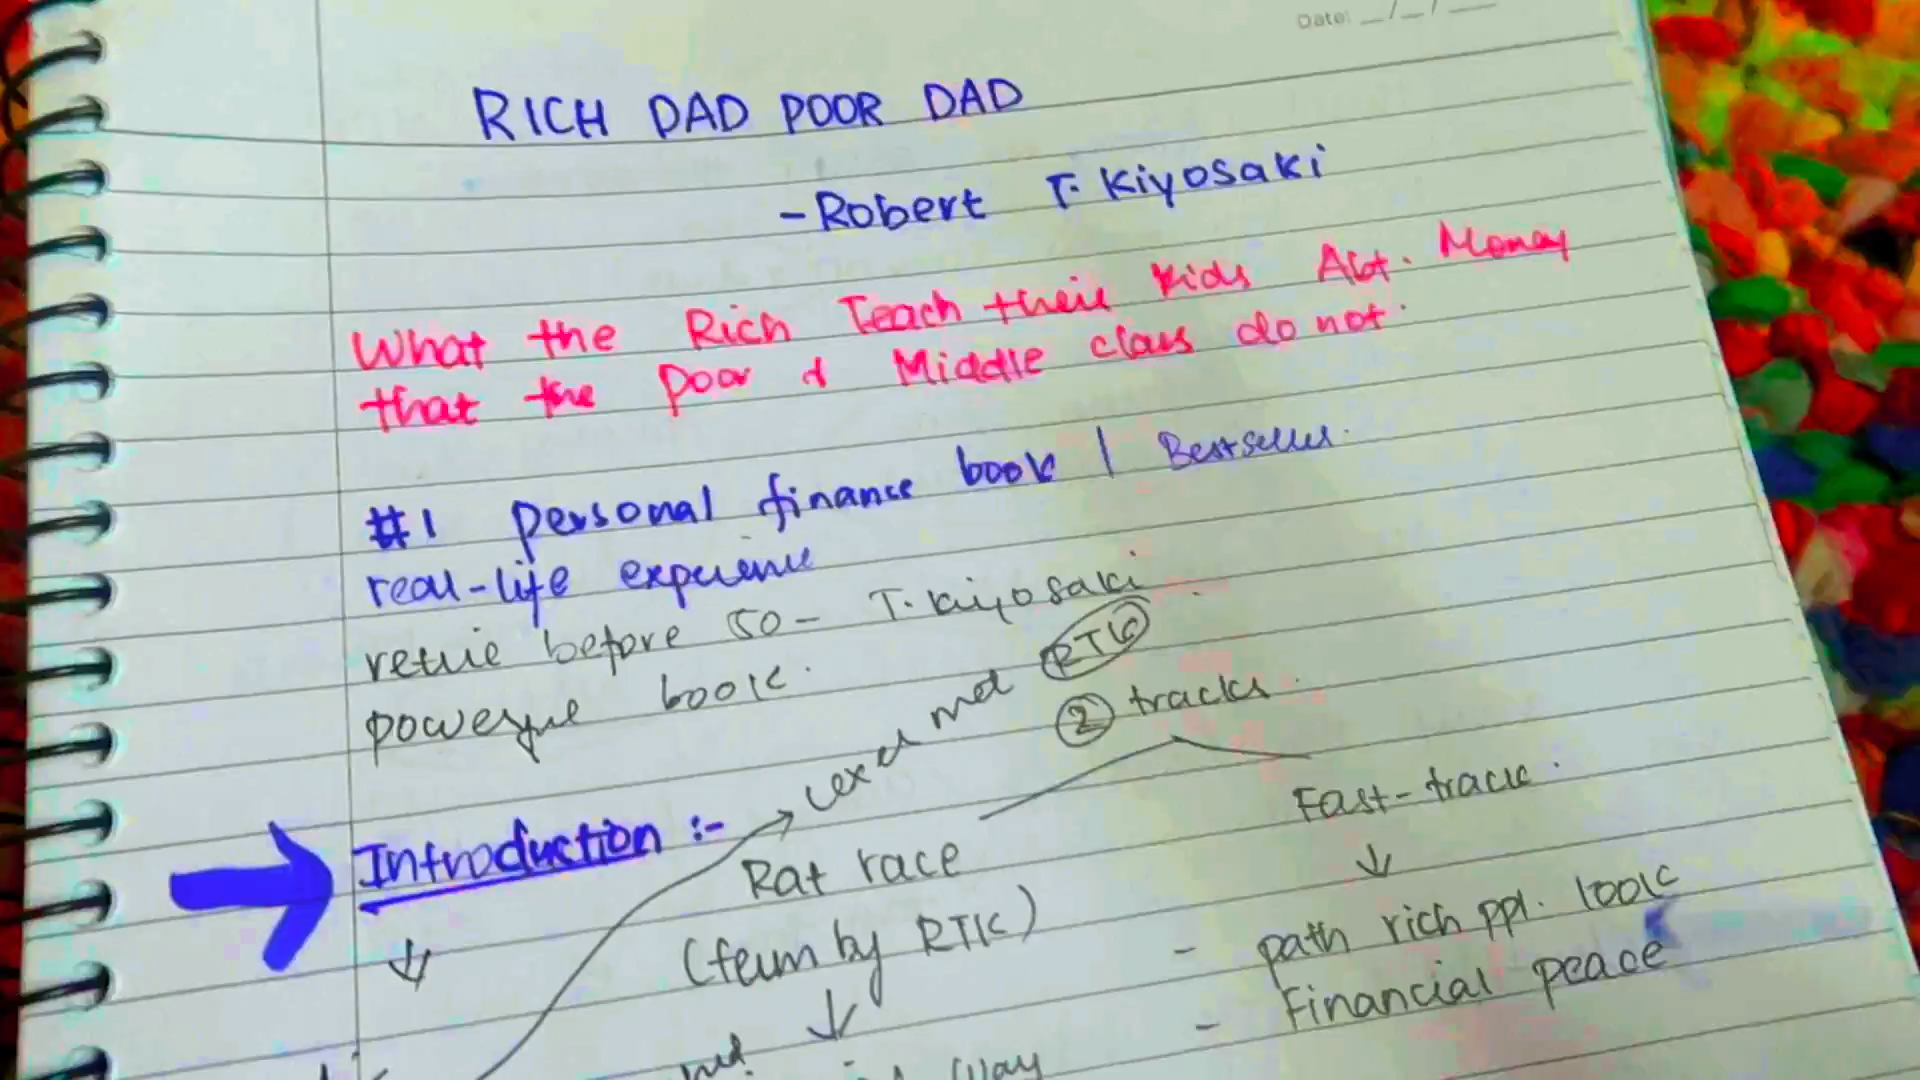 Date: __/__/__
RICH DAD POOR DAD
- Robert T. Kiyosaki
What the Rich Teach their kids Abt. Money
that the Poor & Middle class do not.
#1 personal finance book | Bestseller.
real-life experience
retire before 50 - T. Kiyosaki
powerful book.
met RTK
2 tracks.
Introduction :-
Rat race
Fast-track.
(term by RTK)
- path rich ppl. look
- Financial peace
way